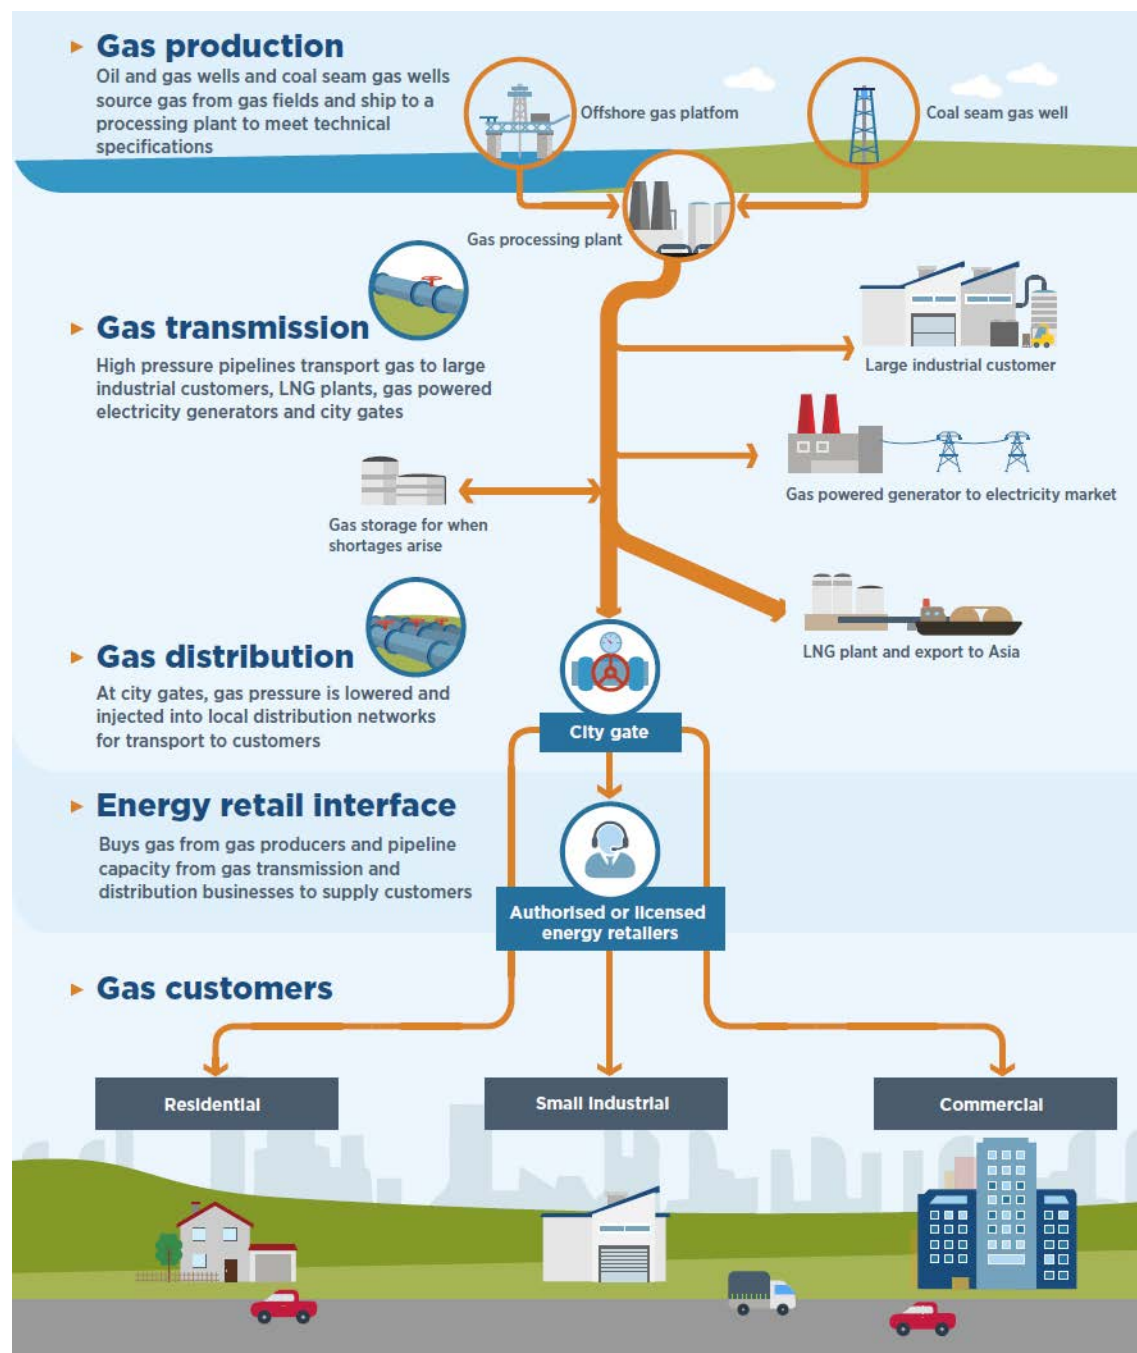 Gas production
Oil and gas wells and coal seam gas wells
source gas from gas fields and ship to a
processing plant to meet technical
specifications
Offshore gas platfom
Coal seam gas well
Gas processing plant
Gas transmission
High pressure pipelines transport gas to large
industrial customers, LNG plants, gas powered
electricity generators and city gates
Large industrial customer
Gas powered generator to electricity market
Gas storage for when
shortages arise
LNG plant and export to Asia
Gas distribution
At city gates, gas pressure is lowered and
injected into local distribution networks
for transport to customers
City gate
Energy retail interface
Buys gas from gas producers and pipeline
capacity from gas transmission and
distribution businesses to supply customers
Authorised or licensed
energy retailers
Gas customers
Residential
Small Industrial
Commercial